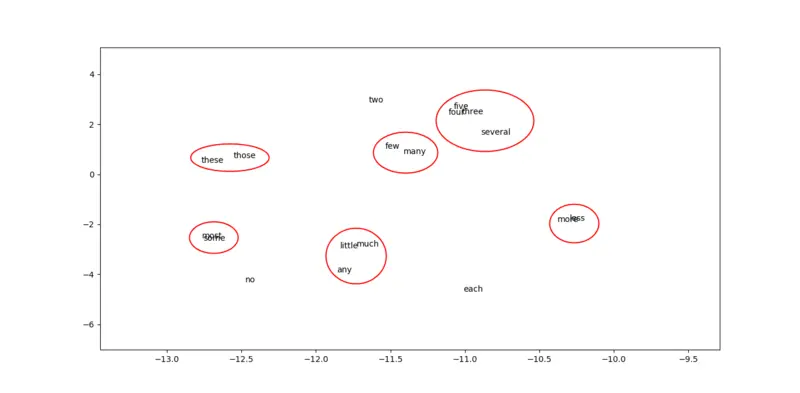 4
two
five
four
three
2
several
few
many
these
those
0
−2
more
less
most
some
little
much
any
−4
no
each
−6
−13.0
−12.5
−12.0
−11.5
−11.0
−10.5
−10.0
−9.5